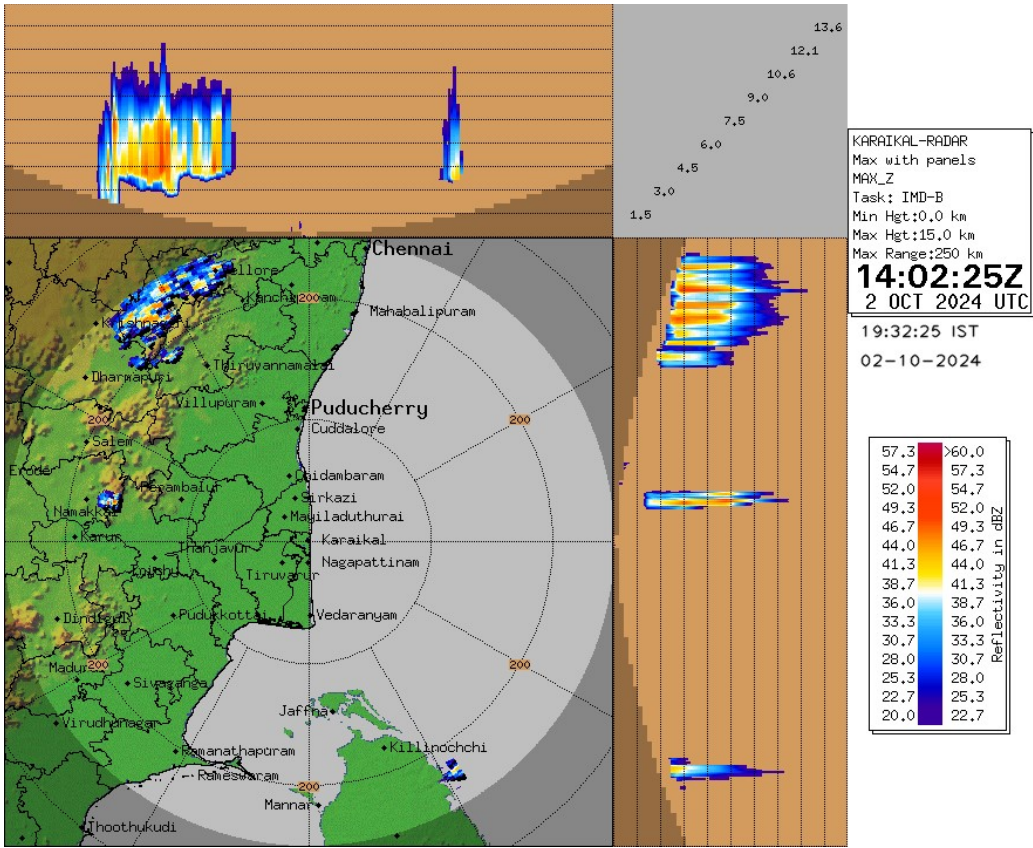 13.6
12.1
10.6
9.0
7.5
6.0
4.5
3.0
1.5
KARAIKAL-RADAR
Max with panels
MAX_Z
Task: IMD-B
Min Hgt:0.0 km
Max Hgt:15.0 km
Max Range:250 km
14:02:25Z
2 OCT 2024 UTC
19:32:25 IST
02-10-2024
Chennai
200
Mahabalipuram
Dharmapuri
Thiruvannamalai
Villupuram
Puducherry
200
200
Cuddalore
Salem
Chidambaram
Perambalur
Sirkazi
Namakkal
Mayiladuthurai
Karur
Karaikal
Thanjavur
Nagapattinam
Tiruvarur
Dindigul
Pudukkottai
Vedaranyam
200
200
Sivaganga
Jaffna
Virudhunagar
Killinochchi
Ramanathapuram
Rameswaram
200
Mannar
Thoothukudi
57.3 >60.0
54.7 57.3
52.0 54.7
49.3 52.0
46.7 49.3
44.0 46.7
41.3 44.0
38.7 41.3
36.0 38.7
33.3 36.0
30.7 33.3
28.0 30.7
25.3 28.0
22.7 25.3
20.0 22.7
Reflectivity in dBZ